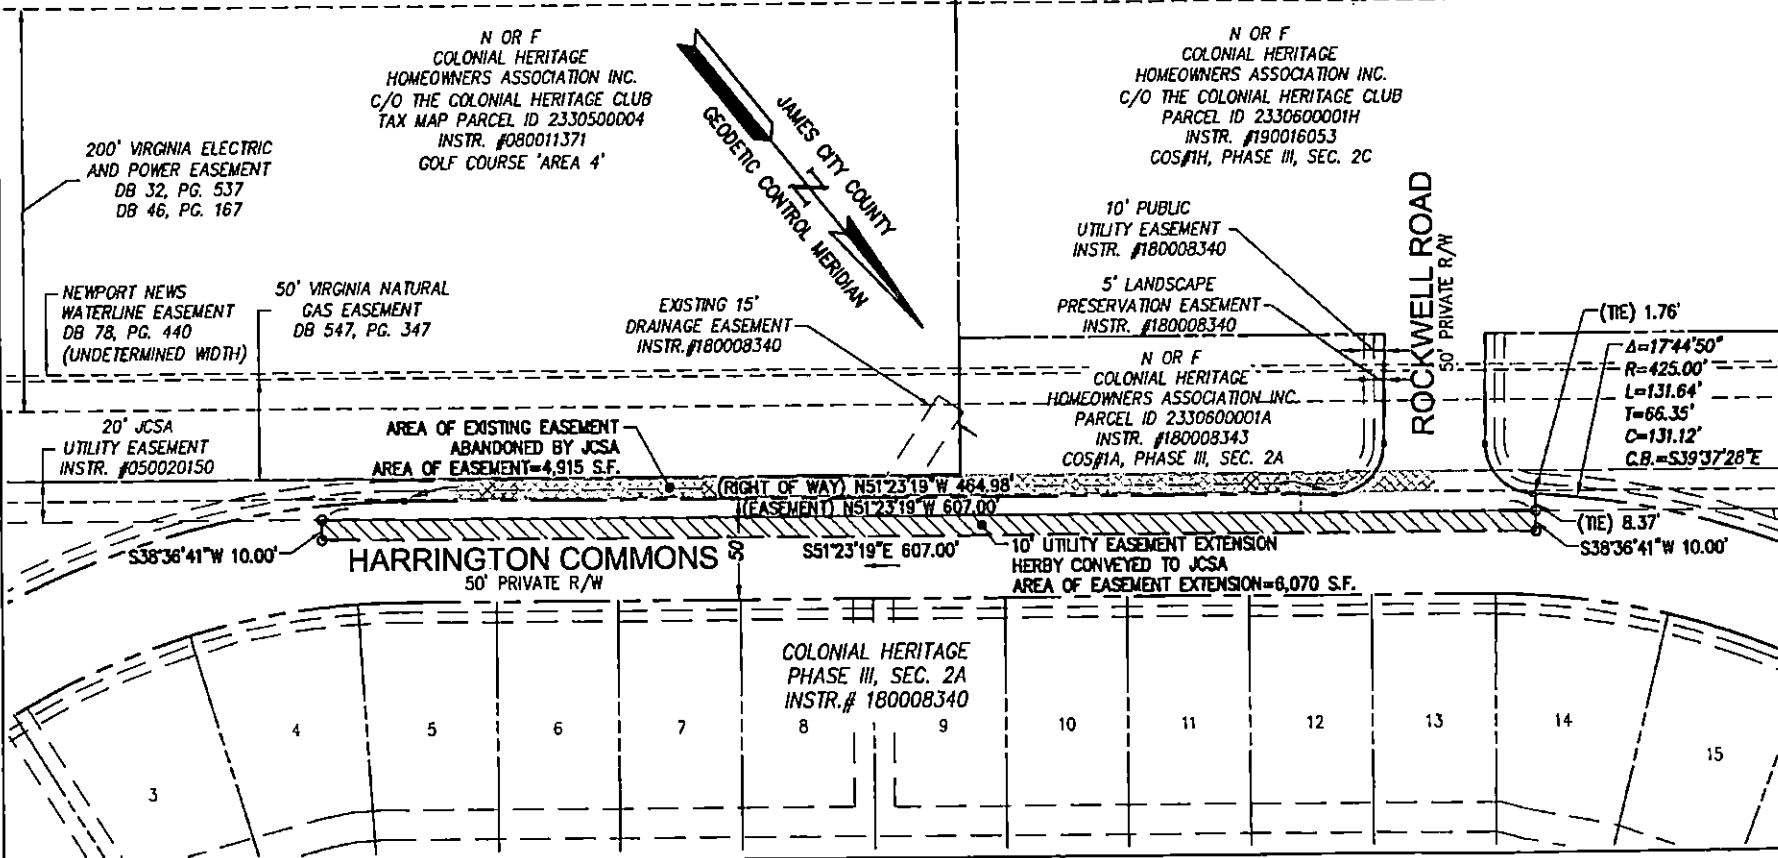 N OR F
COLONIAL HERITAGE
HOMEOWNERS ASSOCIATION INC.
C/O THE COLONIAL HERITAGE CLUB
TAX MAP PARCEL ID 2330500004
INSTR. #080011371
GOLF COURSE 'AREA 4'
N OR F
COLONIAL HERITAGE
HOMEOWNERS ASSOCIATION INC.
C/O THE COLONIAL HERITAGE CLUB
PARCEL ID 2330600001H
INSTR. #190016053
COS#1H, PHASE III, SEC. 2C
JAMES CITY COUNTY
GEODETIC CONTROL MERIDIAN
N
200' VIRGINIA ELECTRIC
AND POWER EASEMENT
DB 32, PG. 537
DB 46, PG. 167
10' PUBLIC
UTILITY EASEMENT
INSTR. #180008340
5' LANDSCAPE
PRESERVATION EASEMENT
INSTR. #180008340
ROCKWELL ROAD
50' PRIVATE R/W
NEWPORT NEWS
WATERLINE EASEMENT
DB 78, PG. 440
(UNDETERMINED WIDTH)
50' VIRGINIA NATURAL
GAS EASEMENT
DB 547, PG. 347
EXISTING 15'
DRAINAGE EASEMENT
INSTR.#180008340
(TIE) 1.76'
Δ=17°44'50"
R=425.00'
L=131.64'
T=66.35'
C=131.12'
C.B.=S39°37'28"E
N OR F
COLONIAL HERITAGE
HOMEOWNERS ASSOCIATION INC.
PARCEL ID 2330600001A
INSTR. #180008343
COS#1A, PHASE III, SEC. 2A
20' JCSA
UTILITY EASEMENT
INSTR. #050020150
AREA OF EXISTING EASEMENT
ABANDONED BY JCSA
AREA OF EASEMENT=4,915 S.F.
(RIGHT OF WAY) N51°23'19"W 464.98'
(EASEMENT) N51°23'19"W 607.00'
(TIE) 8.37'
S38°36'41"W 10.00'
S38°36'41"W 10.00'
HARRINGTON COMMONS
50' PRIVATE R/W
50'
S51°23'19"E 607.00'
10' UTILITY EASEMENT EXTENSION
HERBY CONVEYED TO JCSA
AREA OF EASEMENT EXTENSION=6,070 S.F.
COLONIAL HERITAGE
PHASE III, SEC. 2A
INSTR.# 180008340
3
4
5
6
7
8
9
10
11
12
13
14
15